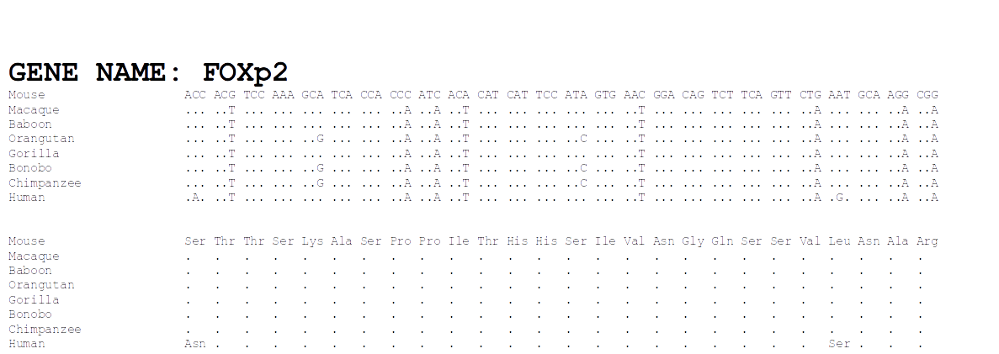 GENE NAME: FOXp2
Mouse ACC ACG TCC AAA GCA TCA CCA CCC ATC ACA CAT CAT TCC ATA GTG AAC GGA CAG TCT TCA GTT CTG AAT GCA AGG CGG
Macaque ... ..T ... ... ... ... ... ..A ..A ..T ... ... ... ... ... ..T ... ... ... ... ... ..A ... ... ..A ..A
Baboon ... ..T ... ... ... ... ... ..A ..A ..T ... ... ... ... ... ..T ... ... ... ... ... ..A ... ... ..A ..A
Orangutan ... ..T ... ... ..G ... ... ..A ..A ..T ... ... ... ..C ... ..T ... ... ... ... ... ..A ... ... ..A ..A
Gorilla ... ..T ... ... ... ... ... ..A ..A ..T ... ... ... ... ... ..T ... ... ... ... ... ..A ... ... ..A ..A
Bonobo ... ..T ... ... ..G ... ... ..A ..A ..T ... ... ... ..C ... ..T ... ... ... ... ... ..A ... ... ..A ..A
Chimpanzee ... ..T ... ... ..G ... ... ..A ..A ..T ... ... ... ..C ... ..T ... ... ... ... ... ..A ... ... ..A ..A
Human .A. ..T ... ... ... ... ... ..A ..A ..T ... ... ... ... ... ..T ... ... ... ... ... ..A .G. ... ..A ..A
Mouse Ser Thr Thr Ser Lys Ala Ser Pro Pro Ile Thr His His Ser Ile Val Asn Gly Gln Ser Ser Val Leu Asn Ala Arg
Macaque . . . . . . . . . . . . . . . . . . . . . . . . . .
Baboon . . . . . . . . . . . . . . . . . . . . . . . . . .
Orangutan . . . . . . . . . . . . . . . . . . . . . . . . . .
Gorilla . . . . . . . . . . . . . . . . . . . . . . . . . .
Bonobo . . . . . . . . . . . . . . . . . . . . . . . . . .
Chimpanzee . . . . . . . . . . . . . . . . . . . . . . . . . .
Human Asn . . . . . . . . . . . . . . . . . . . . . Ser . . .